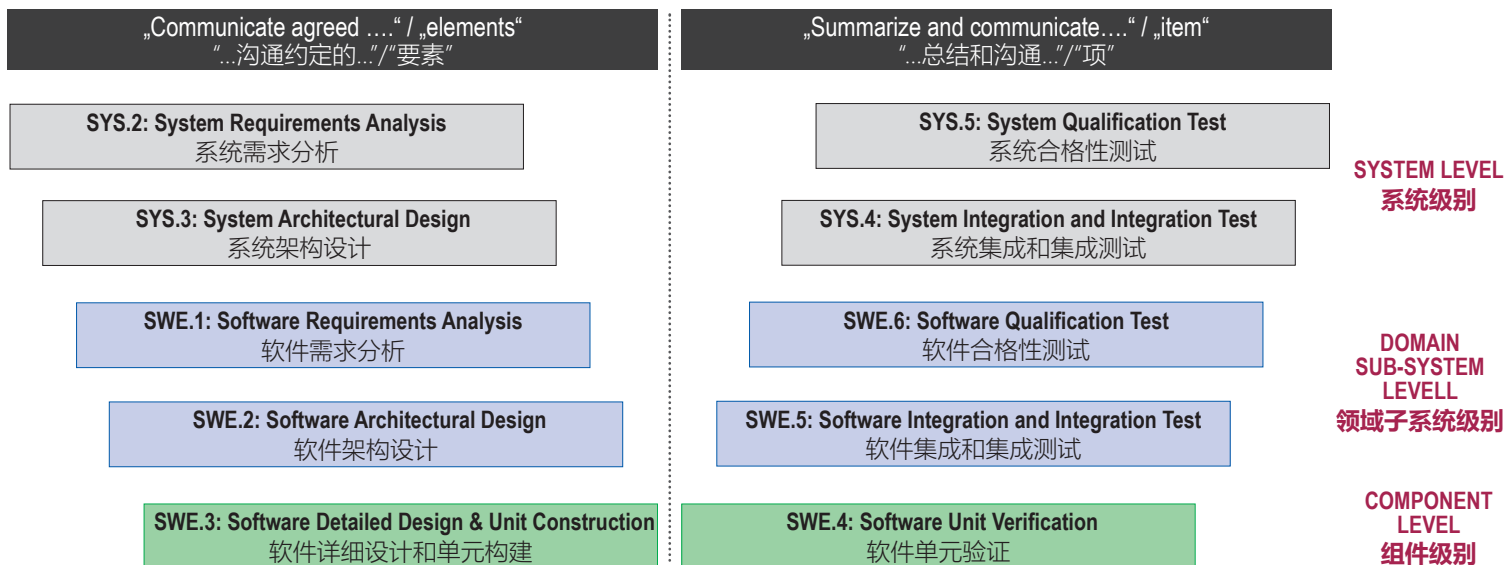 „Communicate agreed ....“ / „elements“
“...沟通约定的...”/“要素”
„Summarize and communicate....“ / „item“
“...总结和沟通...”/“项”
SYS.2: System Requirements Analysis
系统需求分析
SYS.5: System Qualification Test
系统合格性测试
SYS.3: System Architectural Design
系统架构设计
SYS.4: System Integration and Integration Test
系统集成和集成测试
SYSTEM LEVEL
系统级别
SWE.1: Software Requirements Analysis
软件需求分析
SWE.6: Software Qualification Test
软件合格性测试
SWE.2: Software Architectural Design
软件架构设计
SWE.5: Software Integration and Integration Test
软件集成和集成测试
DOMAIN
SUB-SYSTEM
LEVELL
领域子系统级别
SWE.3: Software Detailed Design & Unit Construction
软件详细设计和单元构建
SWE.4: Software Unit Verification
软件单元验证
COMPONENT
LEVEL
组件级别